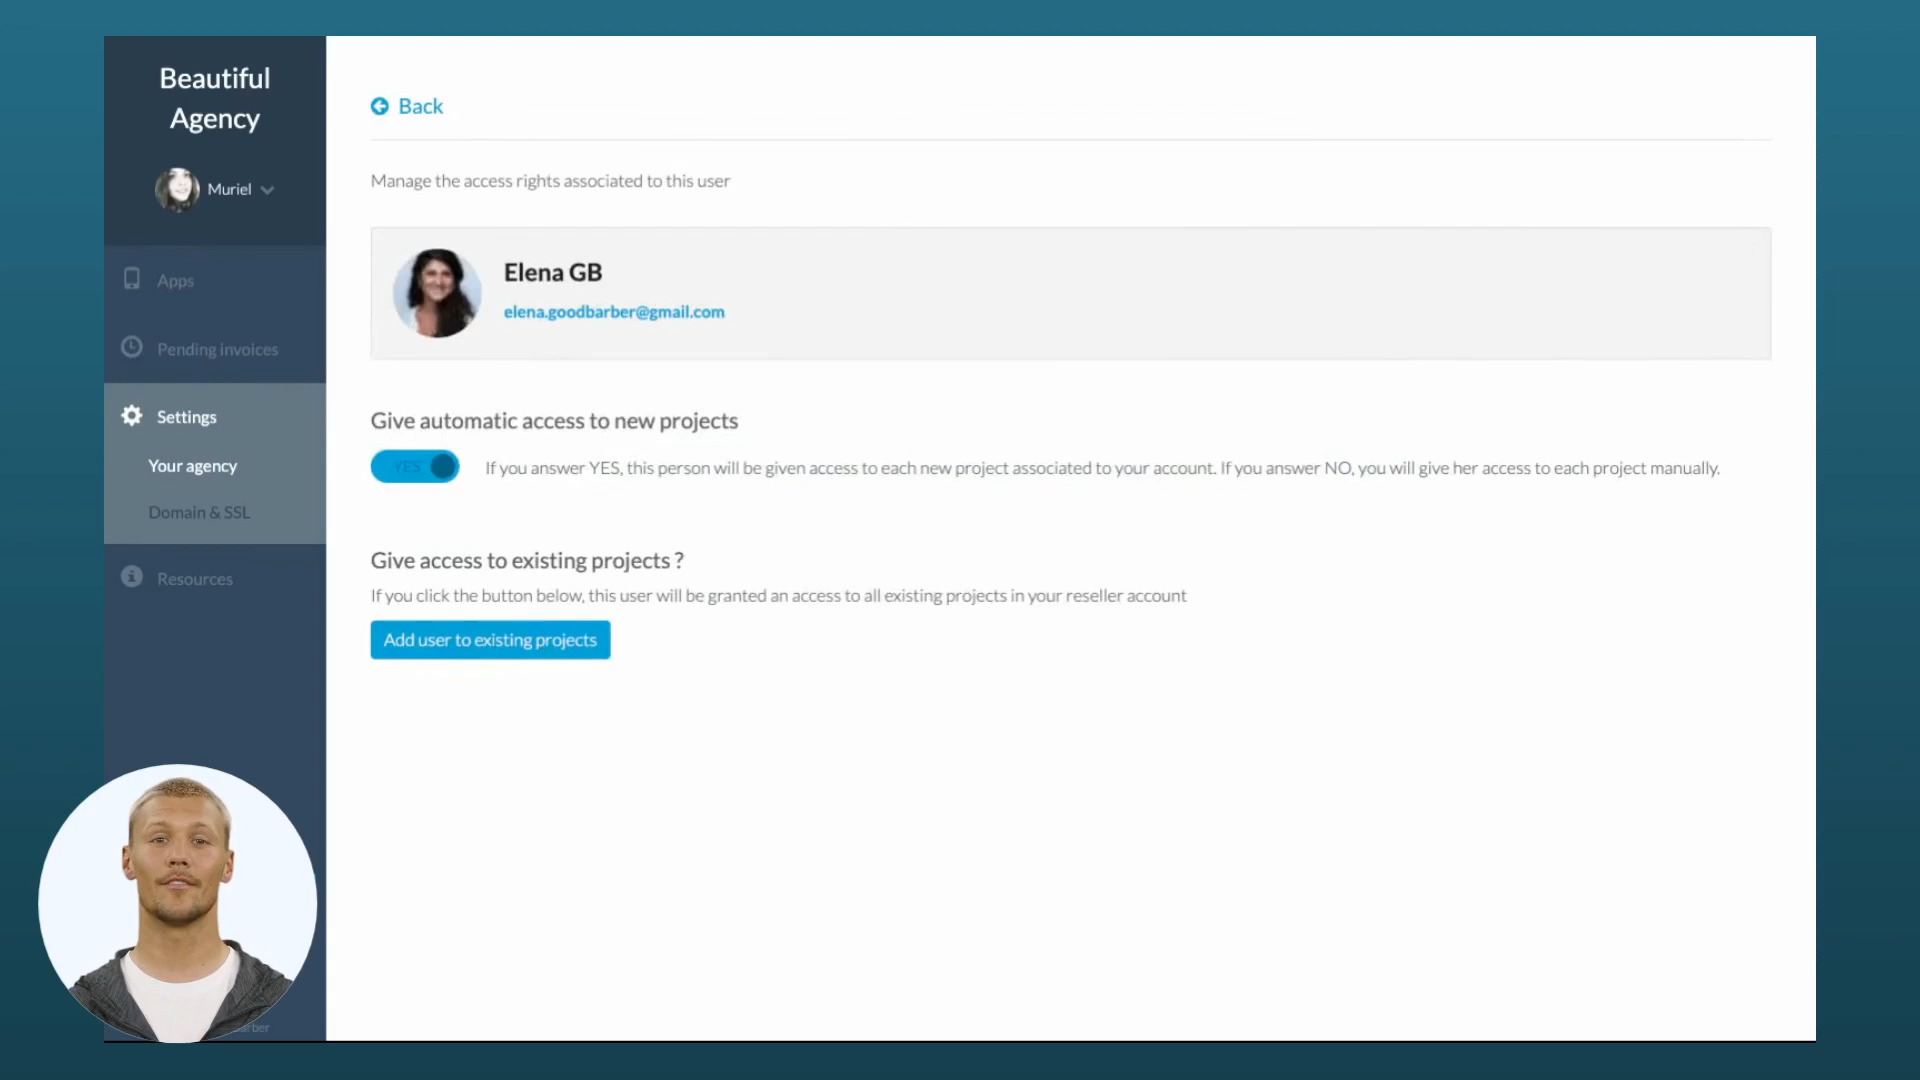 Beautiful
Agency
Muriel
Apps
Pending invoices
Settings
Your agency
Domain & SSL
Resources
Back
Manage the access rights associated to this user
Elena GB
elena.goodbarber@gmail.com
Give automatic access to new projects
YES
If you answer YES, this person will be given access to each new project associated to your account. If you answer NO, you will give her access to each project manually.
Give access to existing projects ?
If you click the button below, this user will be granted an access to all existing projects in your reseller account
Add user to existing projects